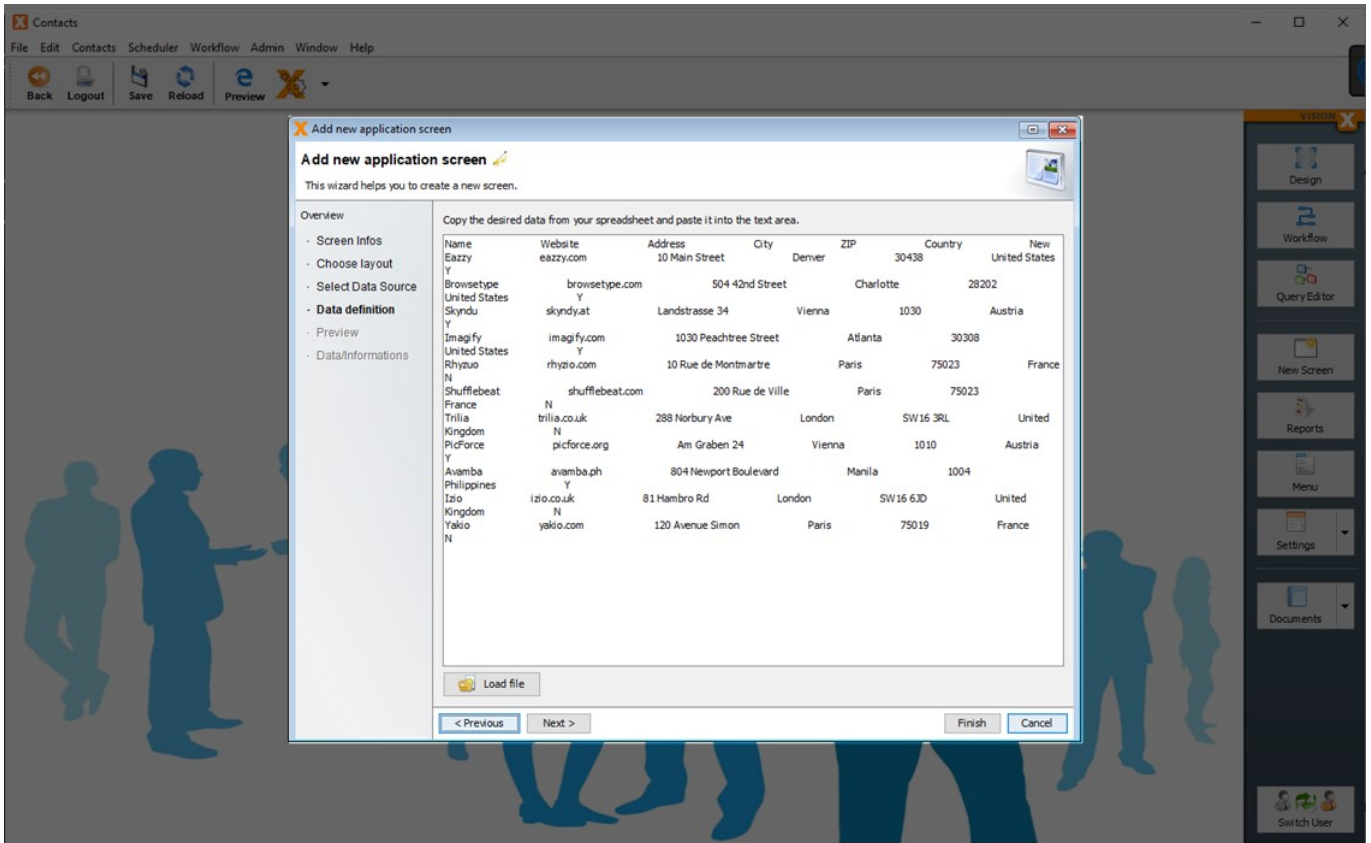 Contacts
File Edit Contacts Scheduler Workflow Admin Window Help
Back Logout Save Reload Preview
VISION X
Add new application screen
Add new application screen
This wizard helps you to create a new screen.
Overview
· Screen Infos
· Choose layout
· Select Data Source
· Data definition
· Preview
· Data/Informations
Copy the desired data from your spreadsheet and paste it into the text area.
Name Website Address City ZIP Country New
Eazzy eazzy.com 10 Main Street Denver 30438 United States
Y
Browsetype browsetype.com 504 42nd Street Charlotte 28202
United States Y
Skyndu skyndy.at Landstrasse 34 Vienna 1030 Austria
Y
Imagify imagify.com 1030 Peachtree Street Atlanta 30308
United States Y
Rhyzuo rhyzio.com 10 Rue de Montmartre Paris 75023 France
N
Shufflebeat shufflebeat.com 200 Rue de Ville Paris 75023
France N
Trilia trilia.co.uk 288 Norbury Ave London SW16 3RL United
Kingdom N
PicForce picforce.org Am Graben 24 Vienna 1010 Austria
Y
Avamba avamba.ph 804 Newport Boulevard Manila 1004
Philippines Y
Izio izio.co.uk 81 Hambro Rd London SW16 6JD United
Kingdom N
Yakio yakio.com 120 Avenue Simon Paris 75019 France
N
Load file
< Previous Next > Finish Cancel
Design
Workflow
Query Editor
New Screen
Reports
Menu
Settings
Documents
Switch User